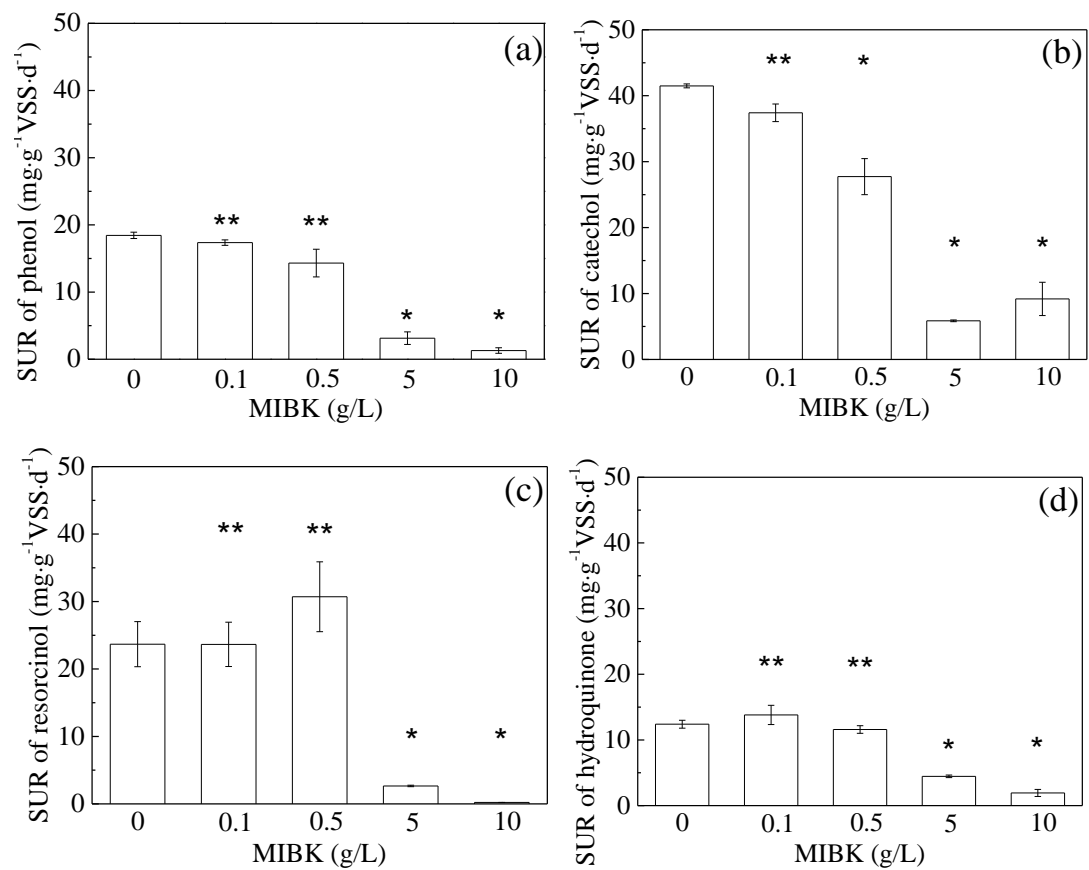 (a)
SUR of phenol (mg·g⁻¹VSS·d⁻¹)
50
40
30
20
10
0
** ** * *
0 0.1 0.5 5 10
MIBK (g/L)
(b)
SUR of catechol (mg·g⁻¹VSS·d⁻¹)
50
40
30
20
10
0
** * * *
0 0.1 0.5 5 10
MIBK (g/L)
(c)
SUR of resorcinol (mg·g⁻¹VSS·d⁻¹)
50
40
30
20
10
0
** ** * *
0 0.1 0.5 5 10
MIBK (g/L)
(d)
SUR of hydroquinone (mg·g⁻¹VSS·d⁻¹)
50
40
30
20
10
0
** ** * *
0 0.1 0.5 5 10
MIBK (g/L)